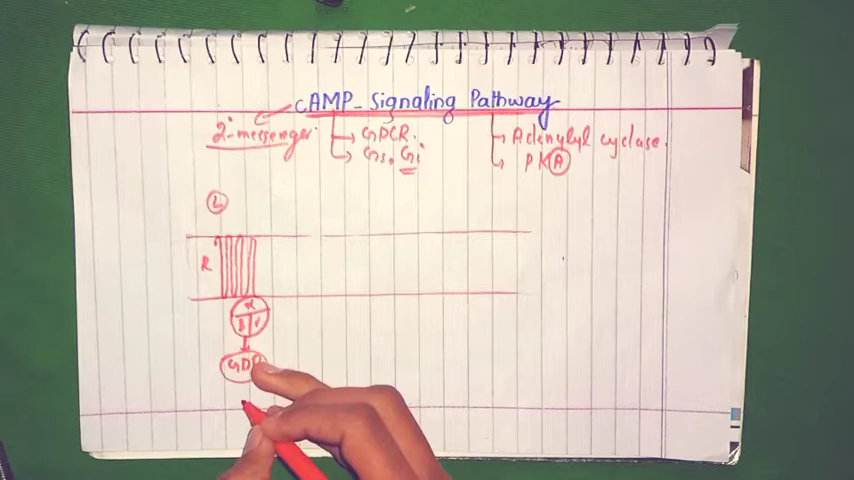 cAMP-Signaling Pathway
2° messenger
GPCR.
Gs, Gi
Adenylyl cyclase.
PKA
L
R
α
β γ
GDP